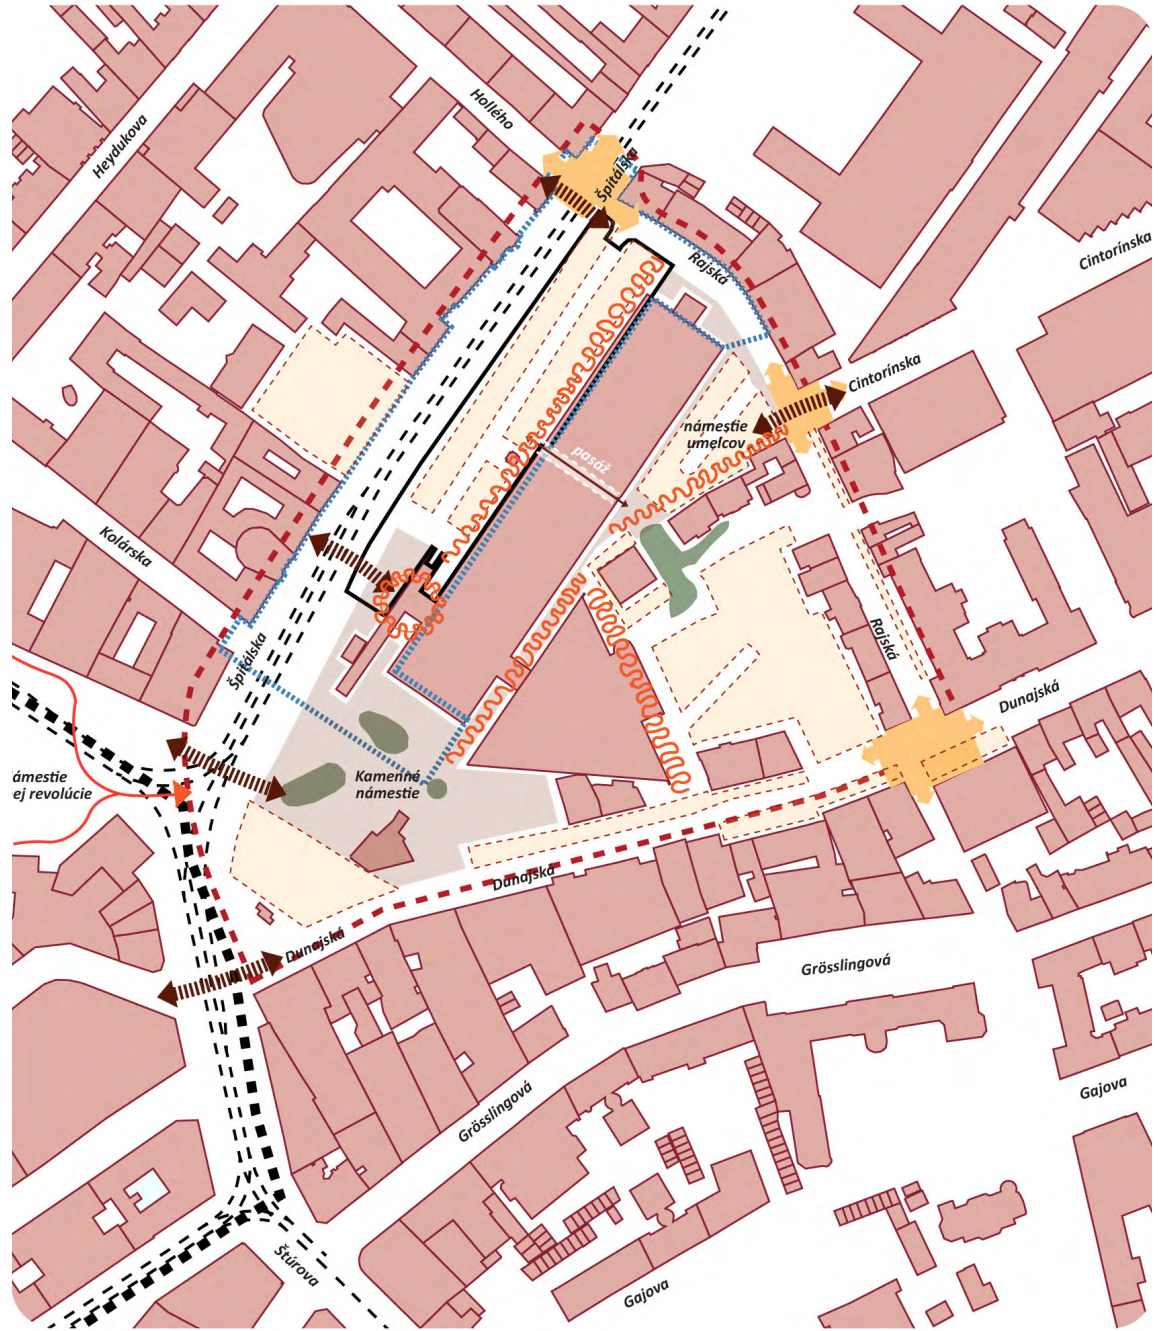 Hollého
Heydukova
Špitálska
Cintorínska
Rajská
Cintorínska
námestie
umelcov
pasáž
Kolárska
Rajská
Špitálska
Dunajská
ámestie
ej revolúcie
Kamenné
námestie
Dunajská
Dunajská
Grösslingová
Gajova
Grösslingová
Štúrova
Gajova